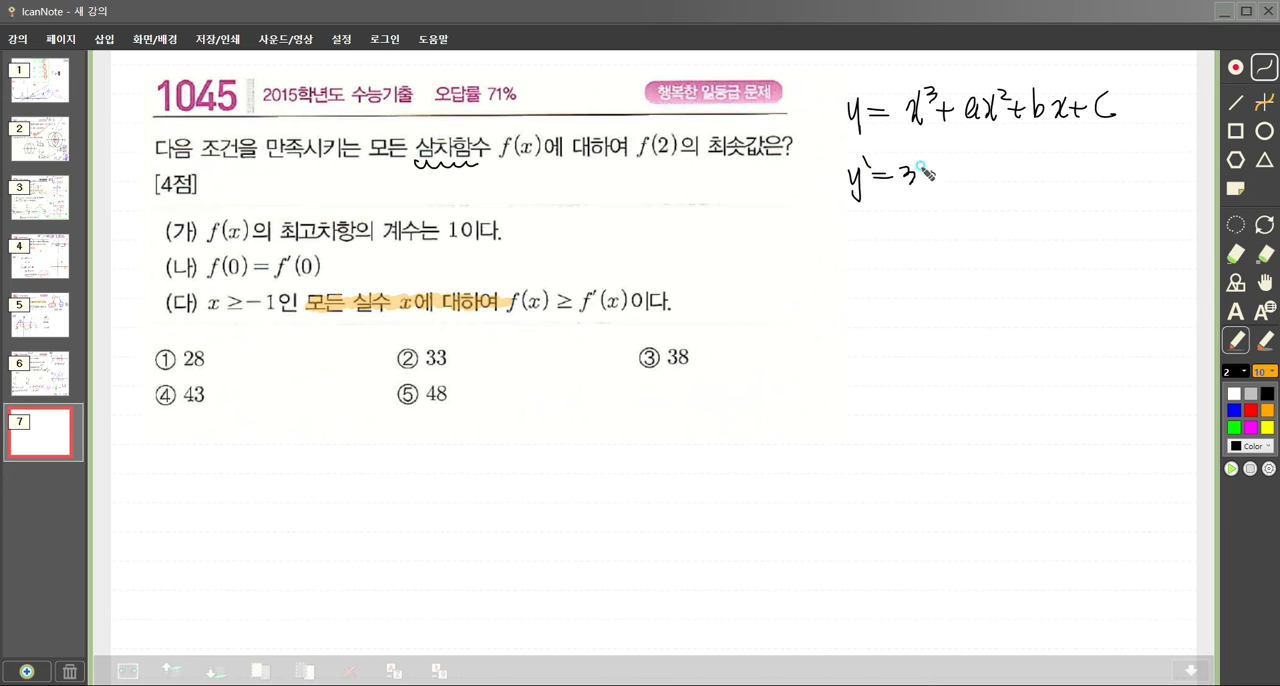 IcanNote - 새 강의
강의 페이지 삽입 화면/배경 저장/인쇄 사운드/영상 설정 로그인 도움말
1
2
3
4
5
6
7
1045 2015학년도 수능기출 오답률 71% 행복한 일등급 문제
다음 조건을 만족시키는 모든 삼차함수 f(x)에 대하여 f(2)의 최솟값은?
[4점]
(가) f(x)의 최고차항의 계수는 1이다.
(나) f(0)=f′(0)
(다) x≥-1인 모든 실수 x에 대하여 f(x)≥f′(x)이다.
① 28 ② 33 ③ 38
④ 43 ⑤ 48
y = x³+ax²+bx+c
y' = 3
A A
2 10
Color